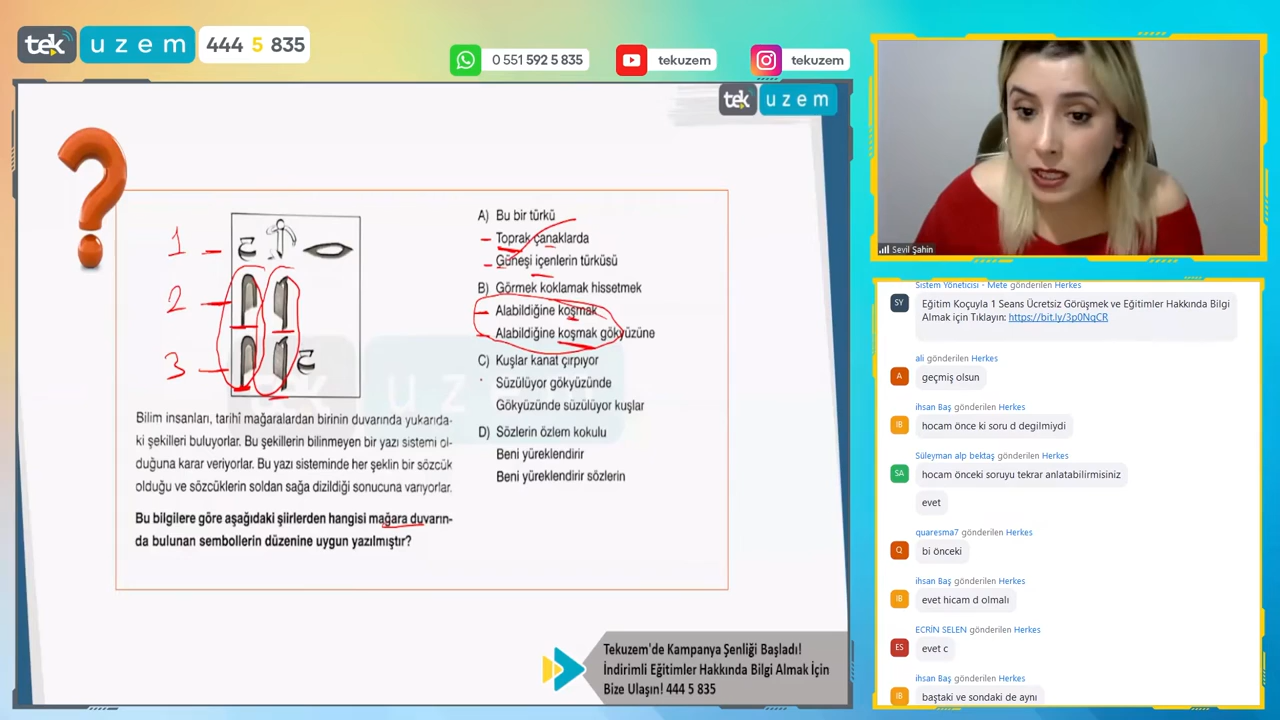 tek uzem 444 5 835
0 551 592 5 835
tekuzem
tekuzem
tek uzem
1
2
3
A) Bu bir türkü
Toprak çanaklarda
Güneşi içenlerin türküsü
B) Görmek koklamak hissetmek
Alabildiğine koşmak
Alabildiğine koşmak gökyüzüne
C) Kuşlar kanat çırpıyor
Süzülüyor gökyüzünde
Gökyüzünde süzülüyor kuşlar
D) Sözlerin özlem kokulu
Beni yüreklendirir
Beni yüreklendirir sözlerin
Bilim insanları, tarihî mağaralardan birinin duvarında yukarıda-
ki şekilleri buluyorlar. Bu şekillerin bilinmeyen bir yazı sistemi ol-
duğuna karar veriyorlar. Bu yazı sisteminde her şeklin bir sözcük
olduğu ve sözcüklerin soldan sağa dizildiği sonucuna varıyorlar.
Bu bilgilere göre aşağıdaki şiirlerden hangisi mağara duvarın-
da bulunan sembollerin düzenine uygun yazılmıştır?
Tekuzem'de Kampanya Şenliği Başladı!
İndirimli Eğitimler Hakkında Bilgi Almak İçin
Bize Ulaşın! 444 5 835
Sevil Şahin
Sistem Yöneticisi - Mete gönderilen Herkes
SY
Eğitim Koçuyla 1 Seans Ücretsiz Görüşmek ve Eğitimler Hakkında Bilgi
Almak için Tıklayın: https://bit.ly/3p0NqCR
ali gönderilen Herkes
A
geçmiş olsun
ihsan Baş gönderilen Herkes
IB
hocam önce ki soru d degilmiydi
Süleyman alp bektaş gönderilen Herkes
SA
hocam önceki soruyu tekrar anlatabilirmisiniz
evet
quaresma7 gönderilen Herkes
Q
bi önceki
ihsan Baş gönderilen Herkes
IB
evet hicam d olmalı
ECRİN SELEN gönderilen Herkes
ES
evet c
ihsan Baş gönderilen Herkes
IB
baştaki ve sondaki de aynı